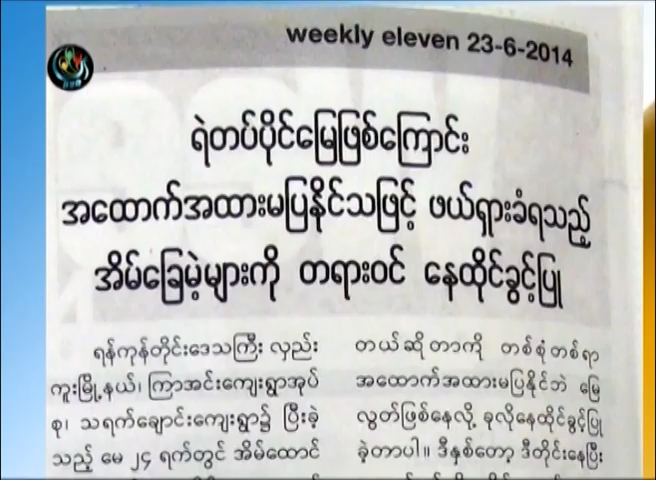 weekly eleven 23-6-2014
ရဲတပ်ပိုင်မြေဖြစ်ကြောင်း
အထောက်အထားမပြနိုင်သဖြင့် ဖယ်ရှားခံရသည့်
အိမ်ခြေမဲ့များကို တရားဝင် နေထိုင်ခွင့်ပြု
ရန်ကုန်တိုင်းဒေသကြီး လှည်း
ကူးမြို့နယ်၊ ကြာအင်းကျေးရွာအုပ်
စု၊ သရက်ချောင်းကျေးရွာ၌ ပြီးခဲ့
သည့် မေ ၂၄ ရက်တွင် အိမ်ထောင်
တယ်ဆိုတာကို တစ်စုံတစ်ရာ
အထောက်အထားမပြနိုင်ဘဲ မြေ
လွတ်ဖြစ်နေလို့ ခုလိုနေထိုင်ခွင့်ပြု
ခဲ့တာပါ။ ဒီနှစ်တော့ ဒီတိုင်းနေပြီး